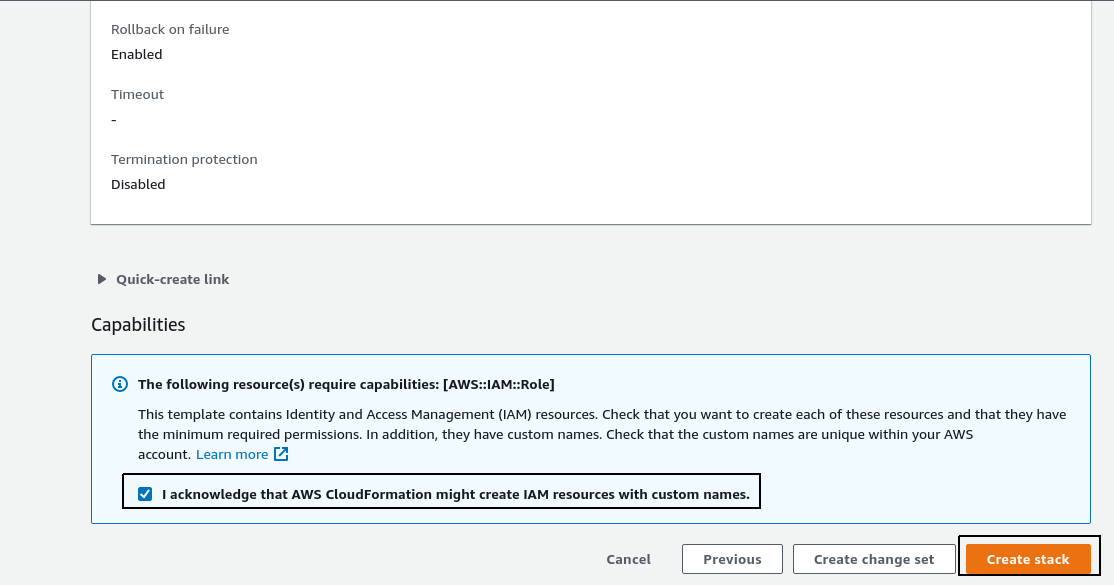 Rollback on failure
Enabled
Timeout
-
Termination protection
Disabled
Quick-create link
Capabilities
The following resource(s) require capabilities: [AWS::IAM::Role]
This template contains Identity and Access Management (IAM) resources. Check that you want to create each of these resources and that they have
the minimum required permissions. In addition, they have custom names. Check that the custom names are unique within your AWS
account. Learn more
I acknowledge that AWS CloudFormation might create IAM resources with custom names.
Cancel Previous Create change set Create stack